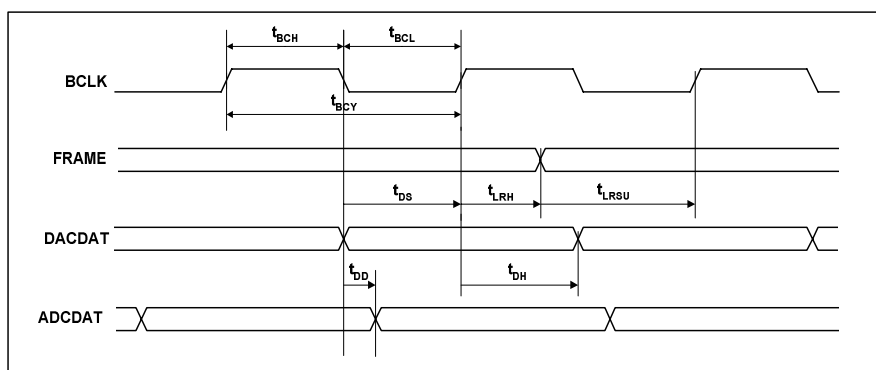 tBCH tBCL
BCLK
tBCY
FRAME
tDS tLRH tLRSU
DACDAT
tDD tDH
ADCDAT